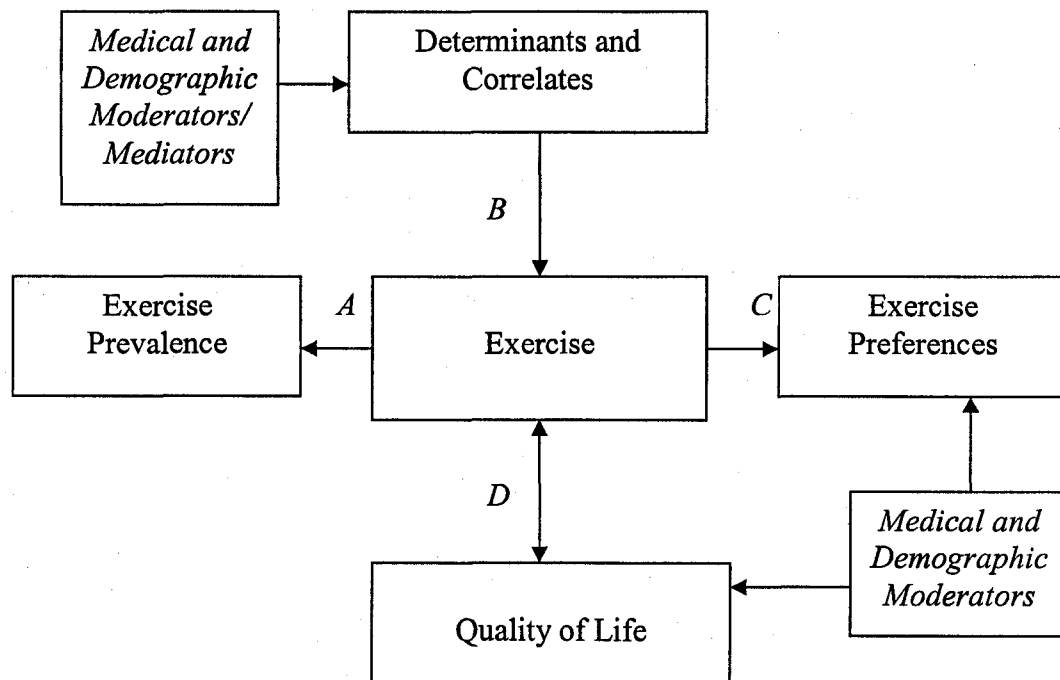 Medical and
Demographic
Moderators/
Mediators
Determinants and
Correlates
B
Exercise
Prevalence
A
Exercise
C
Exercise
Preferences
D
Medical and
Demographic
Moderators
Quality of Life